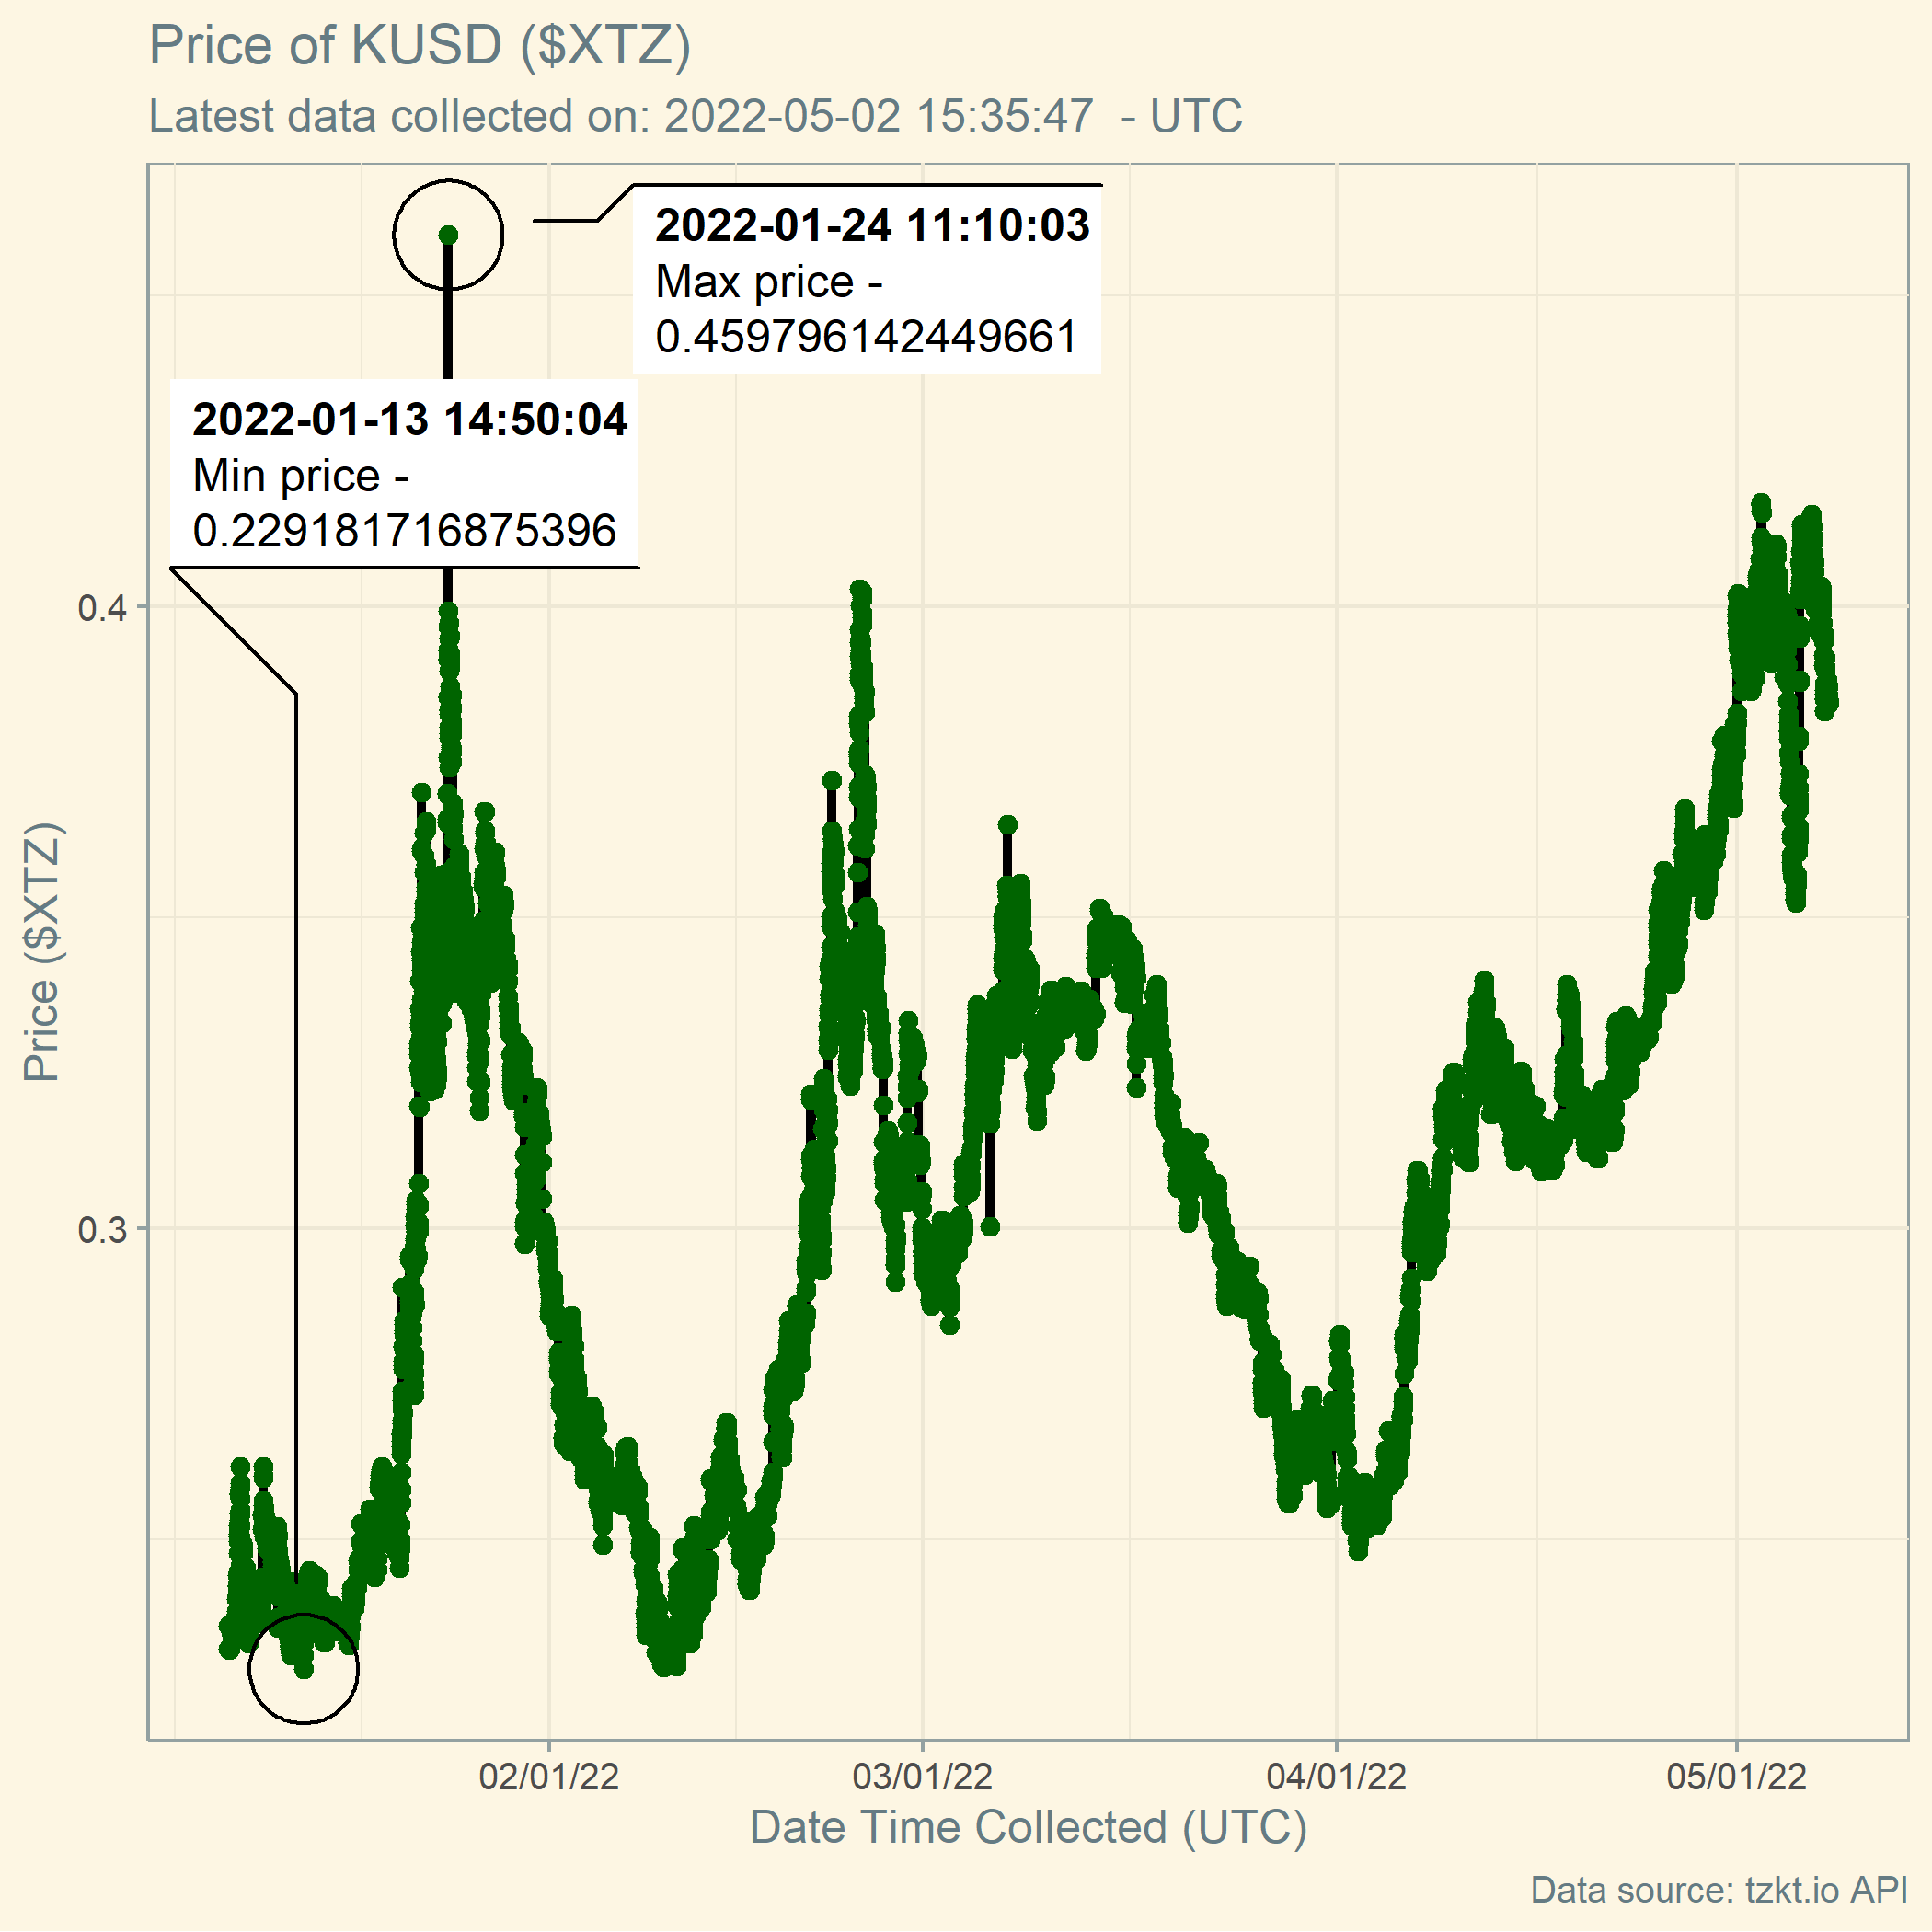 Price of KUSD ($XTZ)
Latest data collected on: 2022-05-02 15:35:47  - UTC
2022-01-24 11:10:03
Max price -
0.459796142449661
2022-01-13 14:50:04
Min price -
0.229181716875396
0.4
0.3
Price ($XTZ)
02/01/22
03/01/22
04/01/22
05/01/22
Date Time Collected (UTC)
Data source: tzkt.io API